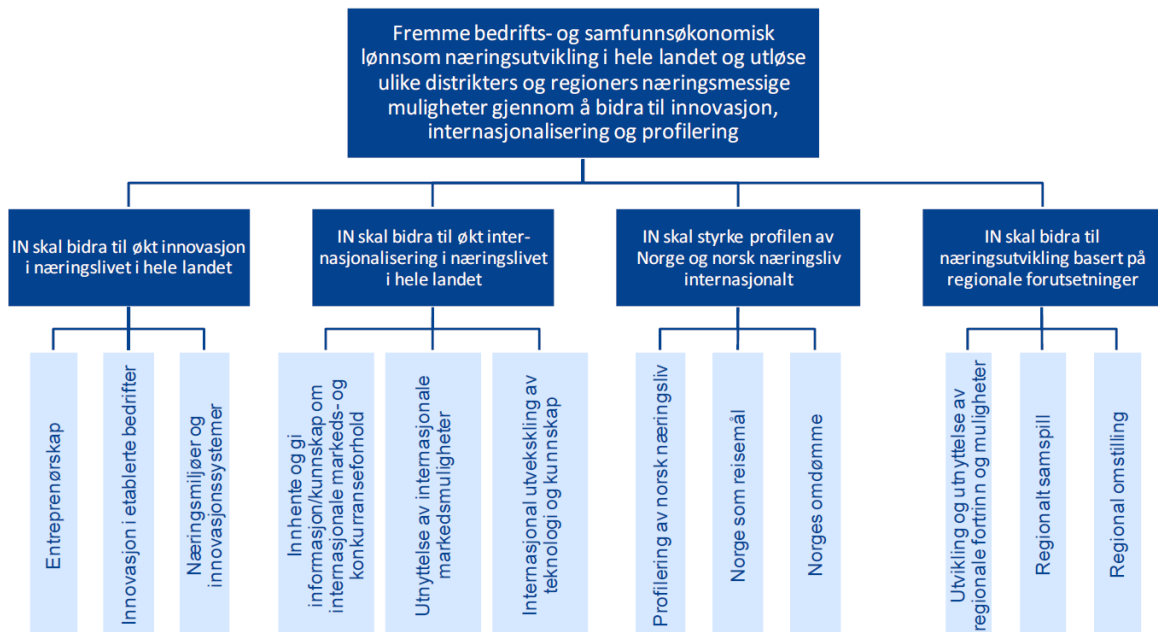 Fremme bedrifts- og samfunnsøkonomisk
lønnsom næringsutvikling i hele landet og utløse
ulike distrikters og regioners næringsmessige
muligheter gjennom å bidra til innovasjon,
internasjonalisering og profilering
IN skal bidra til økt innovasjon
i næringslivet i hele landet
IN skal bidra til økt inter-
nasjonalisering i næringslivet
i hele landet
IN skal styrke profilen av
Norge og norsk næringsliv
internasjonalt
IN skal bidra til
næringsutvikling basert på
regionale forutsetninger
Entreprenørskap
Innovasjon i etablerte bedrifter
Næringsmiljøer og
innovasjonssystemer
Innhente og gi
informasjon/kunnskap om
internasjonale markeds- og
konkurranseforhold
Utnyttelse av internasjonale
markedsmuligheter
Internasjonal utvekskling av
teknologi og kunnskap
Profilering av norsk næringsliv
Norge som reisemål
Norges omdømme
Utvikling og utnyttelse av
regionale fortrinn og muligheter
Regionalt samspill
Regional omstilling